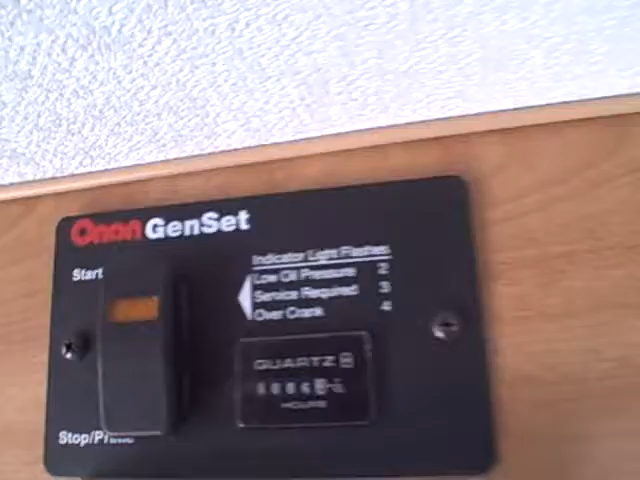 Onan GenSet
Start
Indicator Light Flashes
Low Oil Pressure 2
Service Required 3
Over Crank 4
QUARTZ
HOURS
Stop/Prime